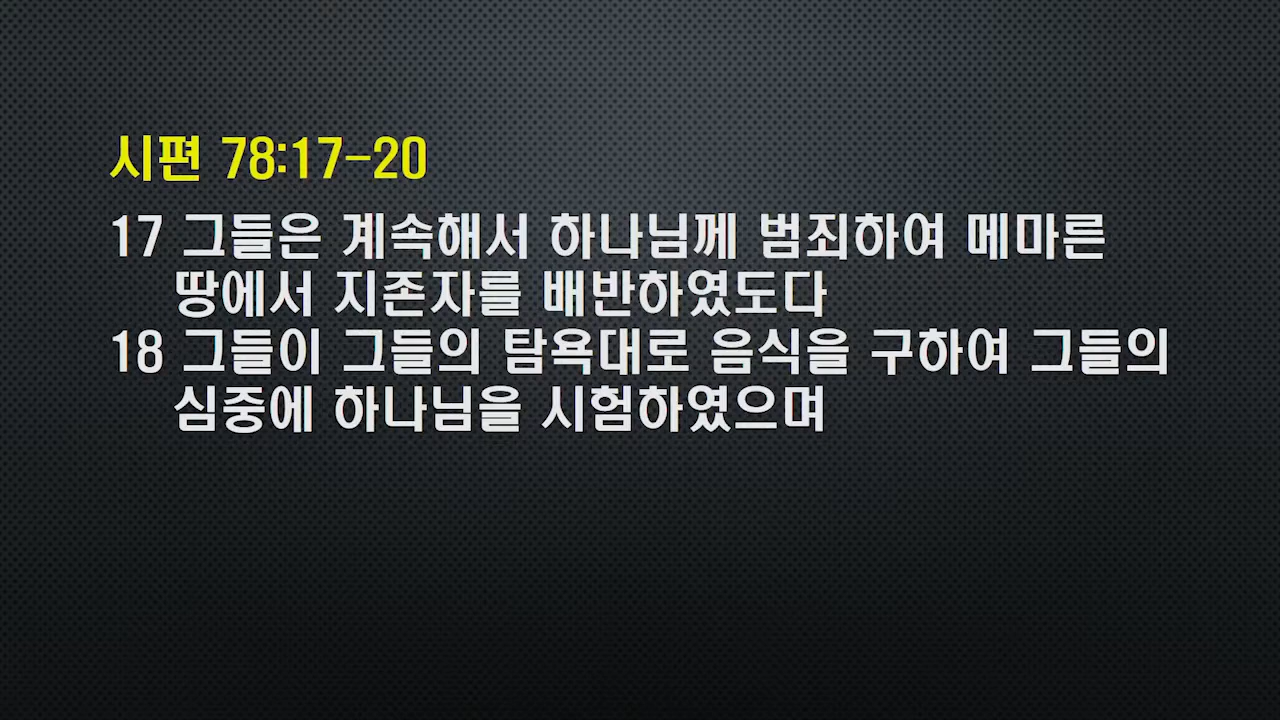 시편 78:17-20
17 그들은 계속해서 하나님께 범죄하여 메마른
땅에서 지존자를 배반하였도다
18 그들이 그들의 탐욕대로 음식을 구하여 그들의
심중에 하나님을 시험하였으며